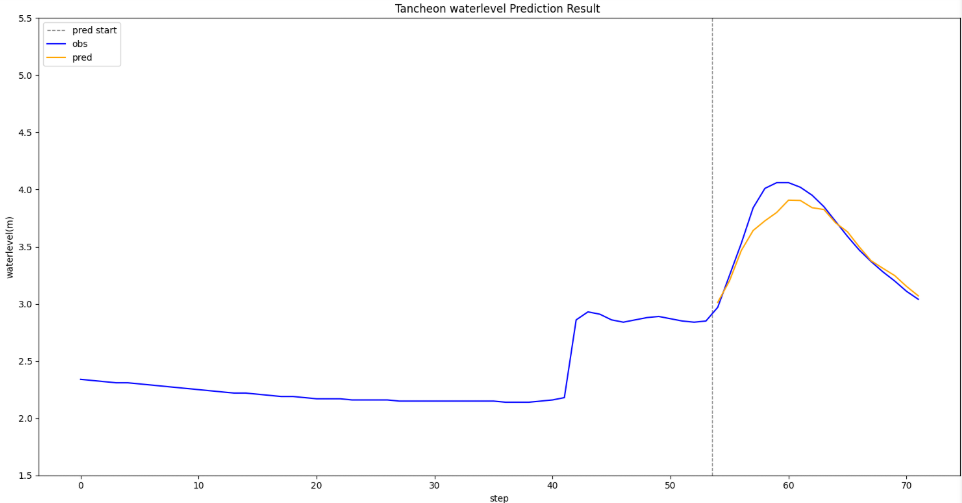 Tancheon waterlevel Prediction Result
pred start
obs
pred
waterlevel(m)
5.5
5.0
4.5
4.0
3.5
3.0
2.5
2.0
1.5
0 10 20 30 40 50 60 70
step